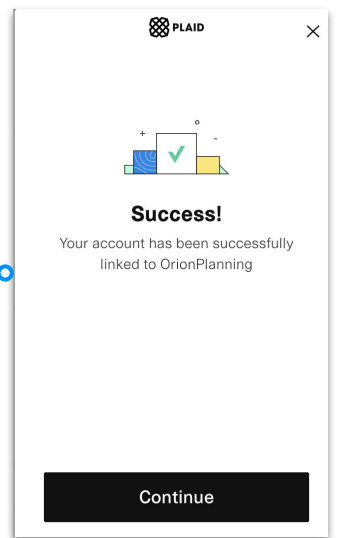 PLAID
Success!
Your account has been successfully
linked to OrionPlanning
Continue